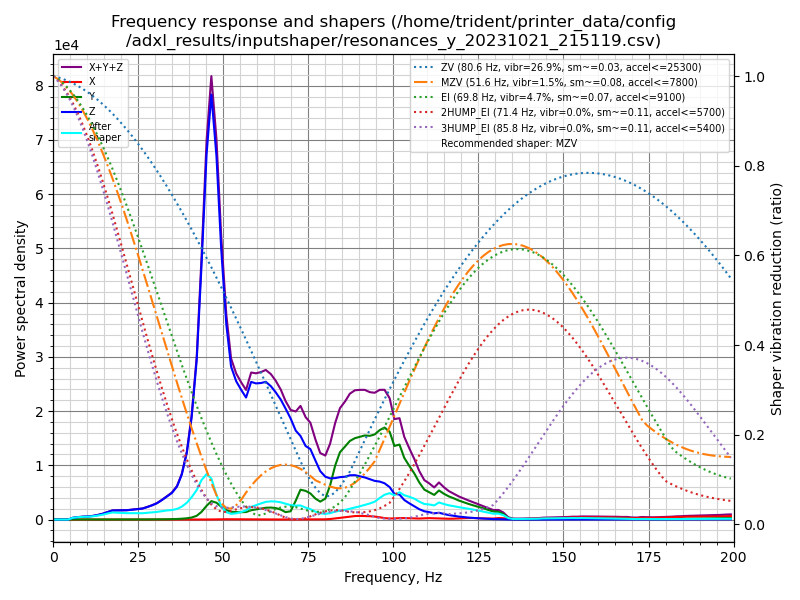 Frequency response and shapers (/home/trident/printer_data/config
/adxl_results/inputshaper/resonances_y_20231021_215119.csv)
1e4
X+Y+Z
X
Y
Z
After
shaper
ZV (80.6 Hz, vibr=26.9%, sm~=0.03, accel<=25300)
MZV (51.6 Hz, vibr=1.5%, sm~=0.08, accel<=7800)
EI (69.8 Hz, vibr=4.7%, sm~=0.07, accel<=9100)
2HUMP_EI (71.4 Hz, vibr=0.0%, sm~=0.11, accel<=5700)
3HUMP_EI (85.8 Hz, vibr=0.0%, sm~=0.11, accel<=5400)
Recommended shaper: MZV
Power spectral density
8
7
6
5
4
3
2
1
0
1.0
0.8
0.6
0.4
0.2
0.0
Shaper vibration reduction (ratio)
0 25 50 75 100 125 150 175 200
Frequency, Hz